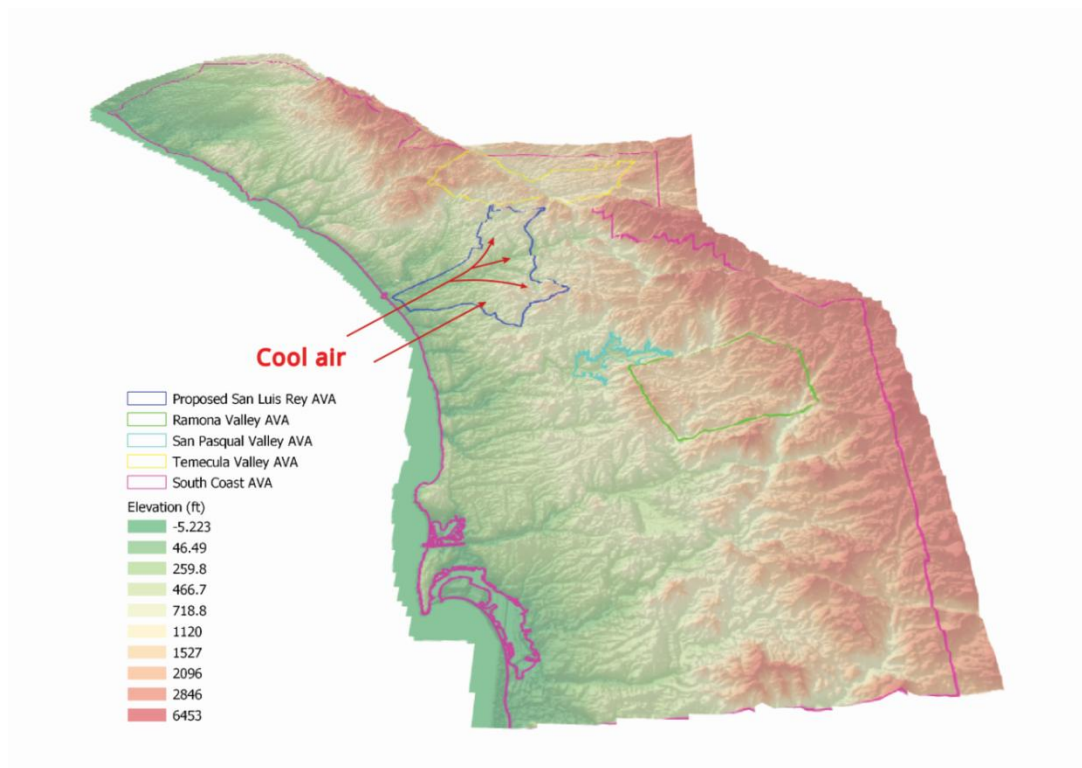 Cool air
Proposed San Luis Rey AVA
Ramona Valley AVA
San Pasqual Valley AVA
Temecula Valley AVA
South Coast AVA
Elevation (ft)
-5.223
46.49
259.8
466.7
718.8
1120
1527
2096
2846
6453